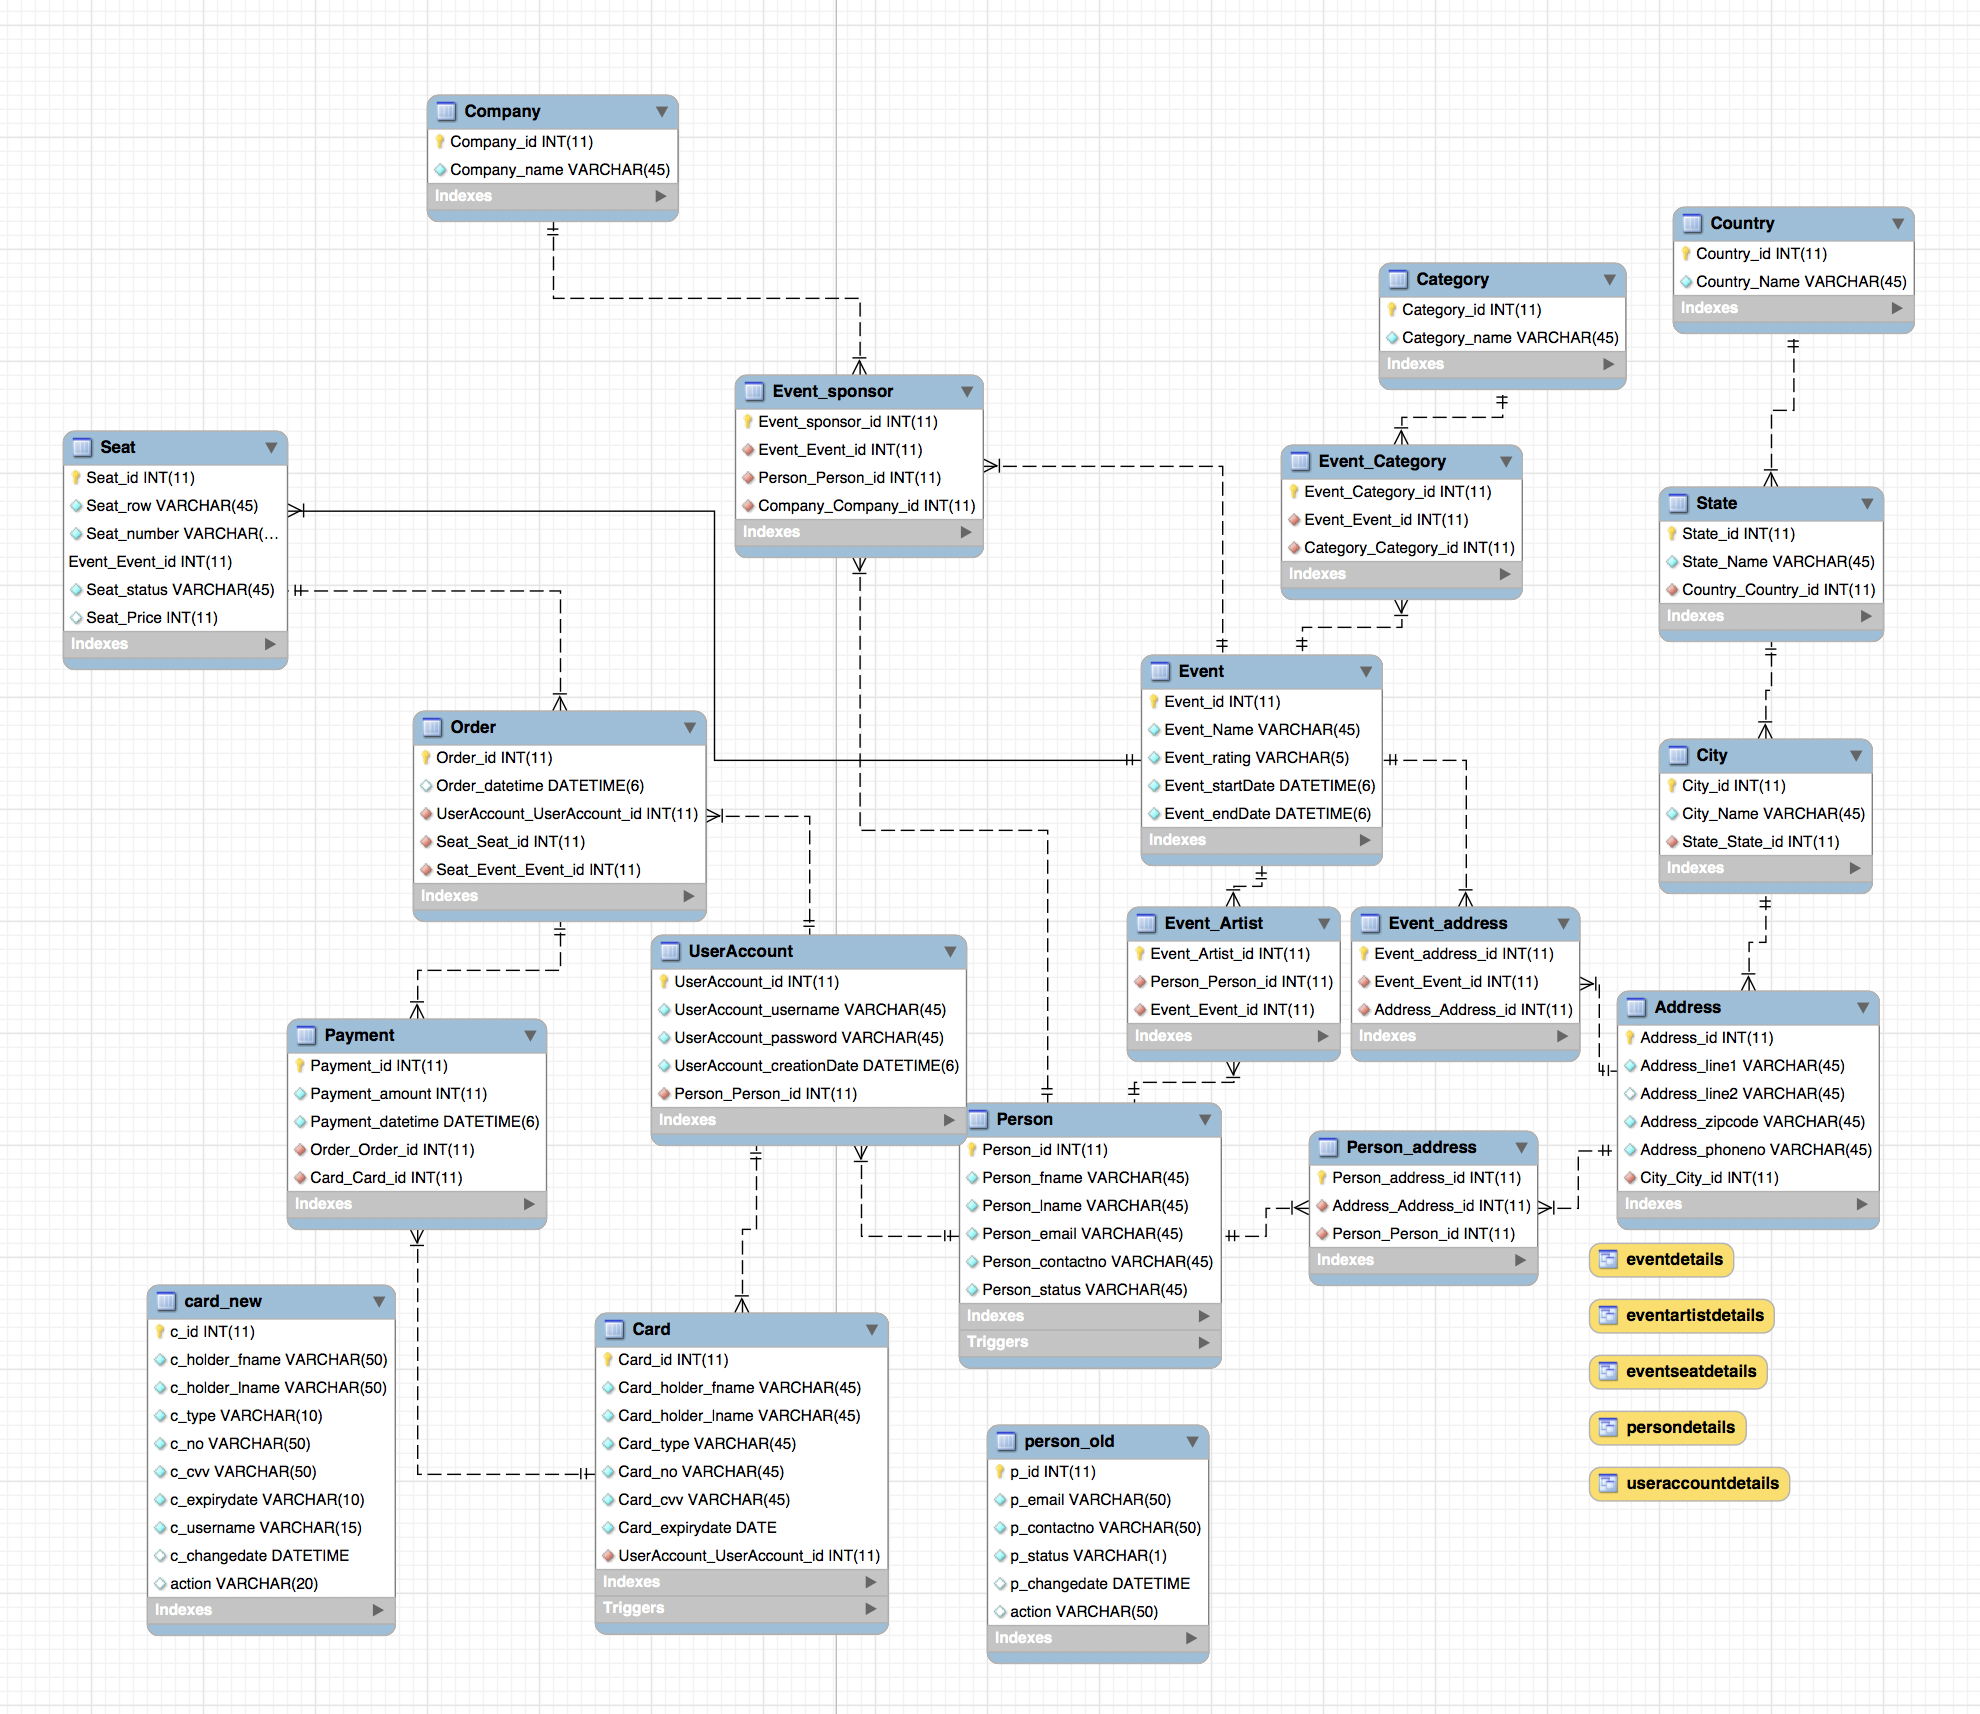 Company
Company_id INT(11)
Company_name VARCHAR(45)
Indexes
Country
Country_id INT(11)
Country_Name VARCHAR(45)
Indexes
Category
Category_id INT(11)
Category_name VARCHAR(45)
Indexes
Event_sponsor
Event_sponsor_id INT(11)
Event_Event_id INT(11)
Person_Person_id INT(11)
Company_Company_id INT(11)
Indexes
Seat
Seat_id INT(11)
Seat_row VARCHAR(45)
Seat_number VARCHAR(...
Event_Event_id INT(11)
Seat_status VARCHAR(45)
Seat_Price INT(11)
Indexes
Event_Category
Event_Category_id INT(11)
Event_Event_id INT(11)
Category_Category_id INT(11)
Indexes
State
State_id INT(11)
State_Name VARCHAR(45)
Country_Country_id INT(11)
Indexes
Event
Event_id INT(11)
Event_Name VARCHAR(45)
Event_rating VARCHAR(5)
Event_startDate DATETIME(6)
Event_endDate DATETIME(6)
Indexes
Order
Order_id INT(11)
Order_datetime DATETIME(6)
UserAccount_UserAccount_id INT(11)
Seat_Seat_id INT(11)
Seat_Event_Event_id INT(11)
Indexes
City
City_id INT(11)
City_Name VARCHAR(45)
State_State_id INT(11)
Indexes
UserAccount
UserAccount_id INT(11)
UserAccount_username VARCHAR(45)
UserAccount_password VARCHAR(45)
UserAccount_creationDate DATETIME(6)
Person_Person_id INT(11)
Indexes
Event_Artist
Event_Artist_id INT(11)
Person_Person_id INT(11)
Event_Event_id INT(11)
Indexes
Event_address
Event_address_id INT(11)
Event_Event_id INT(11)
Address_Address_id INT(11)
Indexes
Address
Address_id INT(11)
Address_line1 VARCHAR(45)
Address_line2 VARCHAR(45)
Address_zipcode VARCHAR(45)
Address_phoneno VARCHAR(45)
City_City_id INT(11)
Indexes
Payment
Payment_id INT(11)
Payment_amount INT(11)
Payment_datetime DATETIME(6)
Order_Order_id INT(11)
Card_Card_id INT(11)
Indexes
Person
Person_id INT(11)
Person_fname VARCHAR(45)
Person_lname VARCHAR(45)
Person_email VARCHAR(45)
Person_contactno VARCHAR(45)
Person_status VARCHAR(45)
Indexes
Triggers
Person_address
Person_address_id INT(11)
Address_Address_id INT(11)
Person_Person_id INT(11)
Indexes
eventdetails
eventartistdetails
eventseatdetails
persondetails
useraccountdetails
card_new
c_id INT(11)
c_holder_fname VARCHAR(50)
c_holder_lname VARCHAR(50)
c_type VARCHAR(10)
c_no VARCHAR(50)
c_cvv VARCHAR(50)
c_expirydate VARCHAR(10)
c_username VARCHAR(15)
c_changedate DATETIME
action VARCHAR(20)
Indexes
Card
Card_id INT(11)
Card_holder_fname VARCHAR(45)
Card_holder_lname VARCHAR(45)
Card_type VARCHAR(45)
Card_no VARCHAR(45)
Card_cvv VARCHAR(45)
Card_expirydate DATE
UserAccount_UserAccount_id INT(11)
Indexes
Triggers
person_old
p_id INT(11)
p_email VARCHAR(50)
p_contactno VARCHAR(50)
p_status VARCHAR(1)
p_changedate DATETIME
action VARCHAR(50)
Indexes